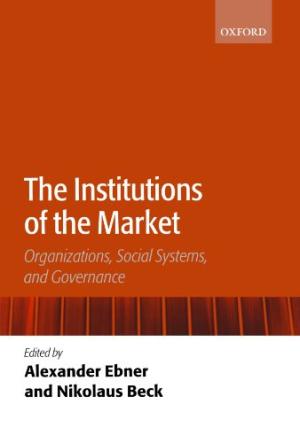 OXFORD
The Institutions
of the Market
Organizations, Social Systems,
and Governance
Edited by
Alexander Ebner
and Nikolaus Beck